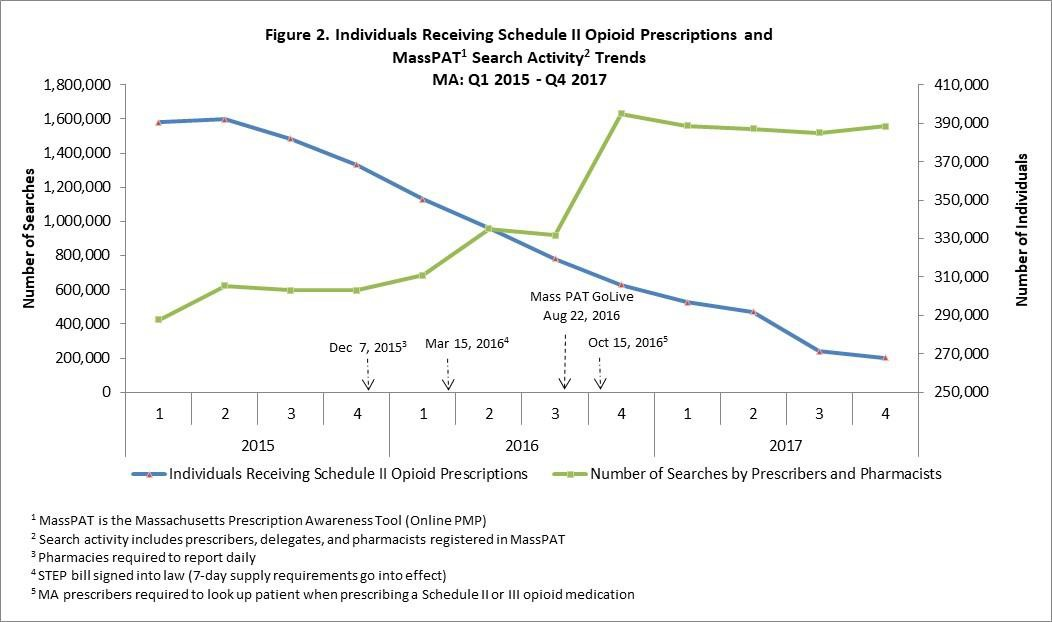 Figure 2. Individuals Receiving Schedule II Opioid Prescriptions and
MassPAT¹ Search Activity² Trends
MA: Q1 2015 - Q4 2017
1,800,000
1,600,000
1,400,000
1,200,000
1,000,000
800,000
600,000
400,000
200,000
0
Number of Searches
410,000
390,000
370,000
350,000
330,000
310,000
290,000
270,000
250,000
Number of Individuals
Dec 7, 2015³
Mar 15, 2016⁴
Mass PAT GoLive
Aug 22, 2016
Oct 15, 2016⁵
1 2 3 4 1 2 3 4 1 2 3 4
2015 2016 2017
Individuals Receiving Schedule II Opioid Prescriptions
Number of Searches by Prescribers and Pharmacists
¹ MassPAT is the Massachusetts Prescription Awareness Tool (Online PMP)
² Search activity includes prescribers, delegates, and pharmacists registered in MassPAT
³ Pharmacies required to report daily
⁴ STEP bill signed into law (7-day supply requirements go into effect)
⁵ MA prescribers required to look up patient when prescribing a Schedule II or III opioid medication